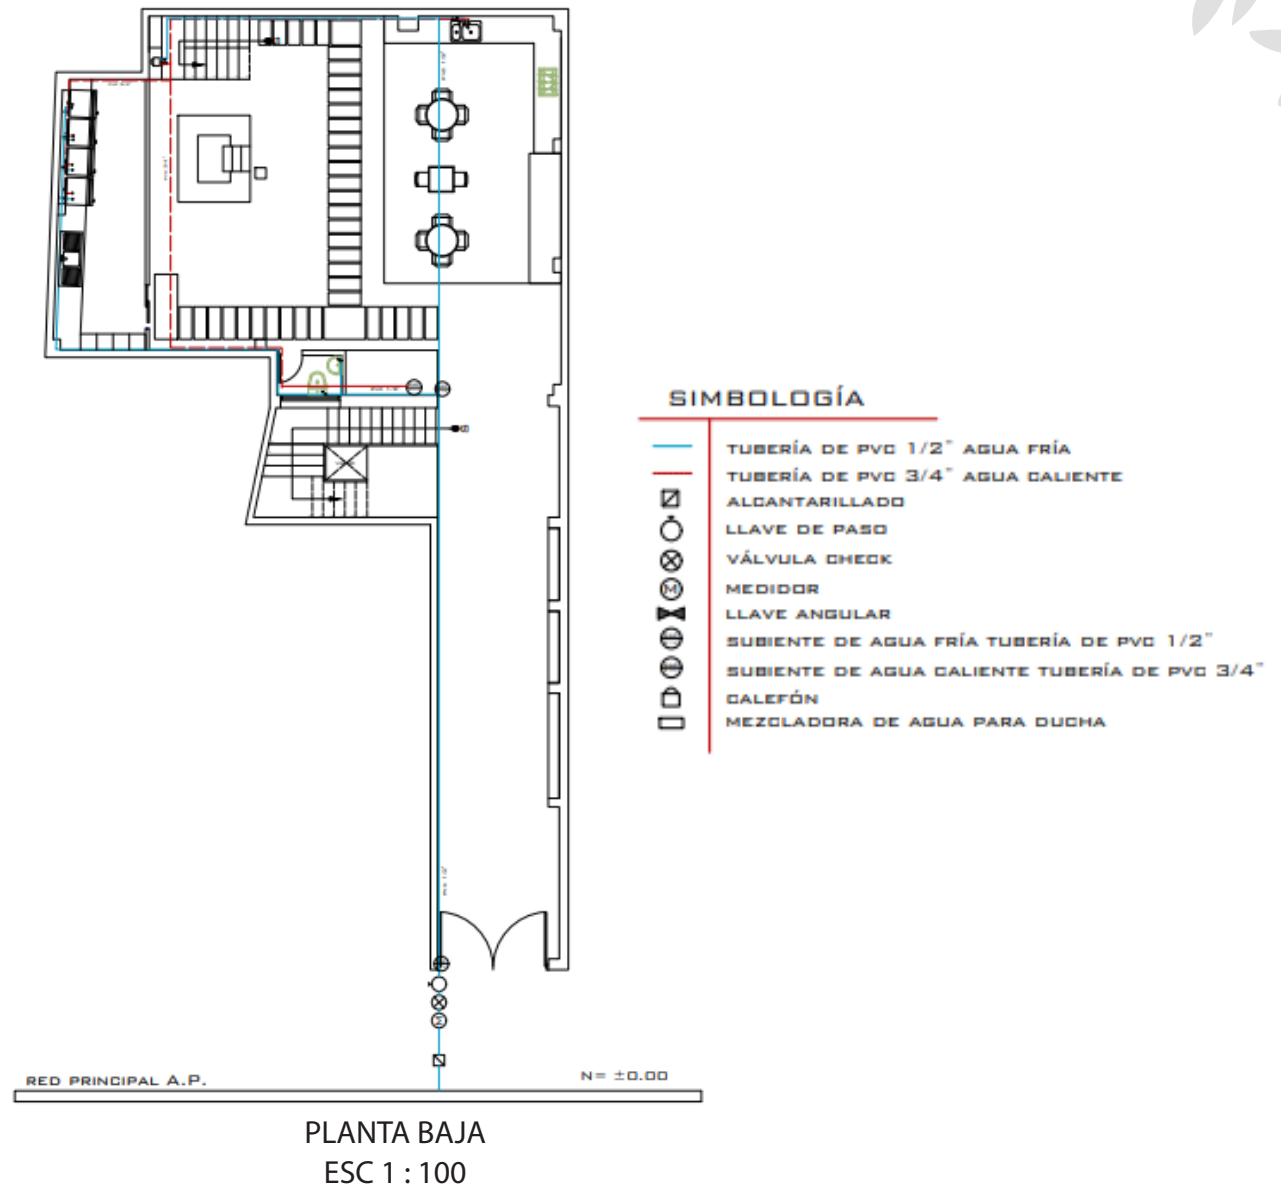 SIMBOLOGÍA
TUBERÍA DE PVC 1/2" AGUA FRÍA
TUBERÍA DE PVC 3/4" AGUA CALIENTE
ALCANTARILLADO
LLAVE DE PASO
VÁLVULA CHECK
M MEDIDOR
LLAVE ANGULAR
SUBIENTE DE AGUA FRÍA TUBERÍA DE PVC 1/2"
SUBIENTE DE AGUA CALIENTE TUBERÍA DE PVC 3/4"
CALEFÓN
MEZCLADORA DE AGUA PARA DUCHA
RED PRINCIPAL A.P.
N= ±0.00
PLANTA BAJA
ESC 1 : 100